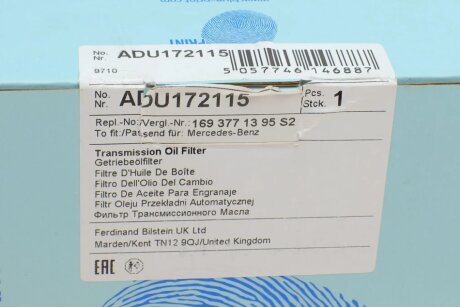 PRINT
No.
Nr. ADU172115
9710
5 057746 146887
No.
Nr. ADU172115 Pcs.
Stck. 1
Repl.-No:/Vergl.-Nr.: 169 377 13 95 S2
To fit:/Passend für: Mercedes-Benz
Transmission Oil Filter
Getriebeölfilter
Filtre D'Huile De Boîte
Filtro Dell'Olio Del Cambio
Filtro De Aceite Para Engranaje
Filtr Oleju Przekładni Automatycznej
Фильтр Трансмиссионного Масла
Ferdinand Bilstein UK Ltd
Marden/Kent TN12 9QJ/United Kingdom
EAC